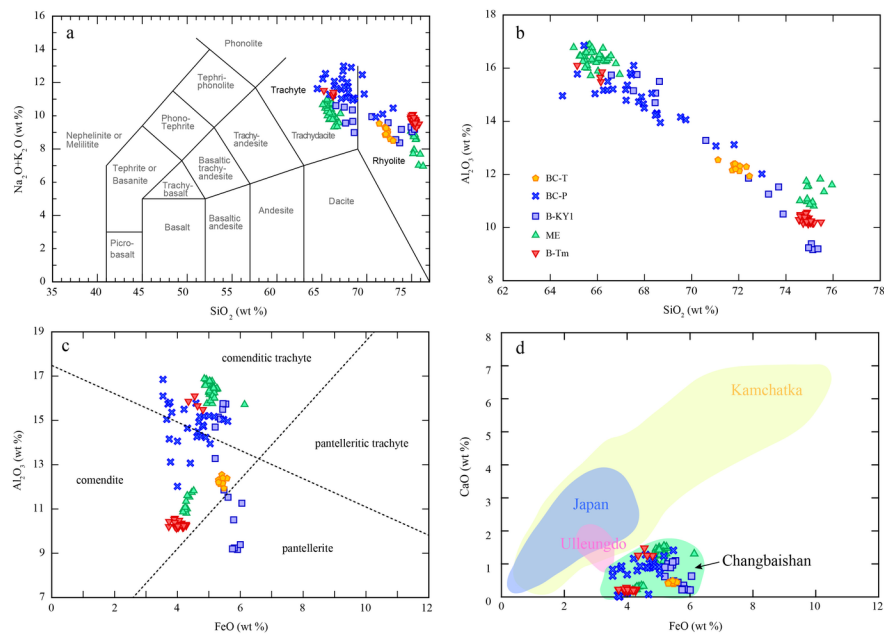 a
16
14
12
10
8
6
4
2
0
Na2O+K2O (wt %)
Phonolite
Tephri-
phonolite
Trachyte
Phono-
Tephrite
Nephelinite or
Melilitite
Trachy-
andesite
Trachydacite
Basaltic
trachy-
andesite
Tephrite or
Basanite
Trachy-
basalt
Rhyolite
Picro-
basalt
Basalt
Basaltic
andesite
Andesite
Dacite
35 40 45 50 55 60 65 70 75
SiO2 (wt %)
b
18
16
14
12
10
8
Al2O3 (wt %)
BC-T
BC-P
B-KY1
ME
B-Tm
62 64 66 68 70 72 74 76 78
SiO2 (wt %)
c
19
17
15
13
11
9
7
Al2O3 (wt %)
comenditic trachyte
pantelleritic trachyte
comendite
pantellerite
0 2 4 6 8 10 12
FeO (wt %)
d
8
7
6
5
4
3
2
1
0
CaO (wt %)
Kamchatka
Japan
Ulleungdo
Changbaishan
0 2 4 6 8 10 12
FeO (wt %)